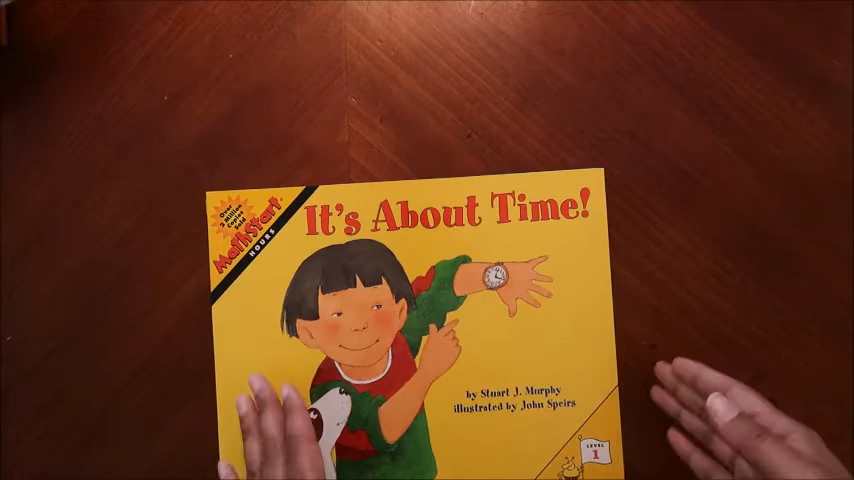 Over
2 Million
Copies
Sold
MathStart®
HOURS
It's About Time!
by Stuart J. Murphy
illustrated by John Speirs
LEVEL
1